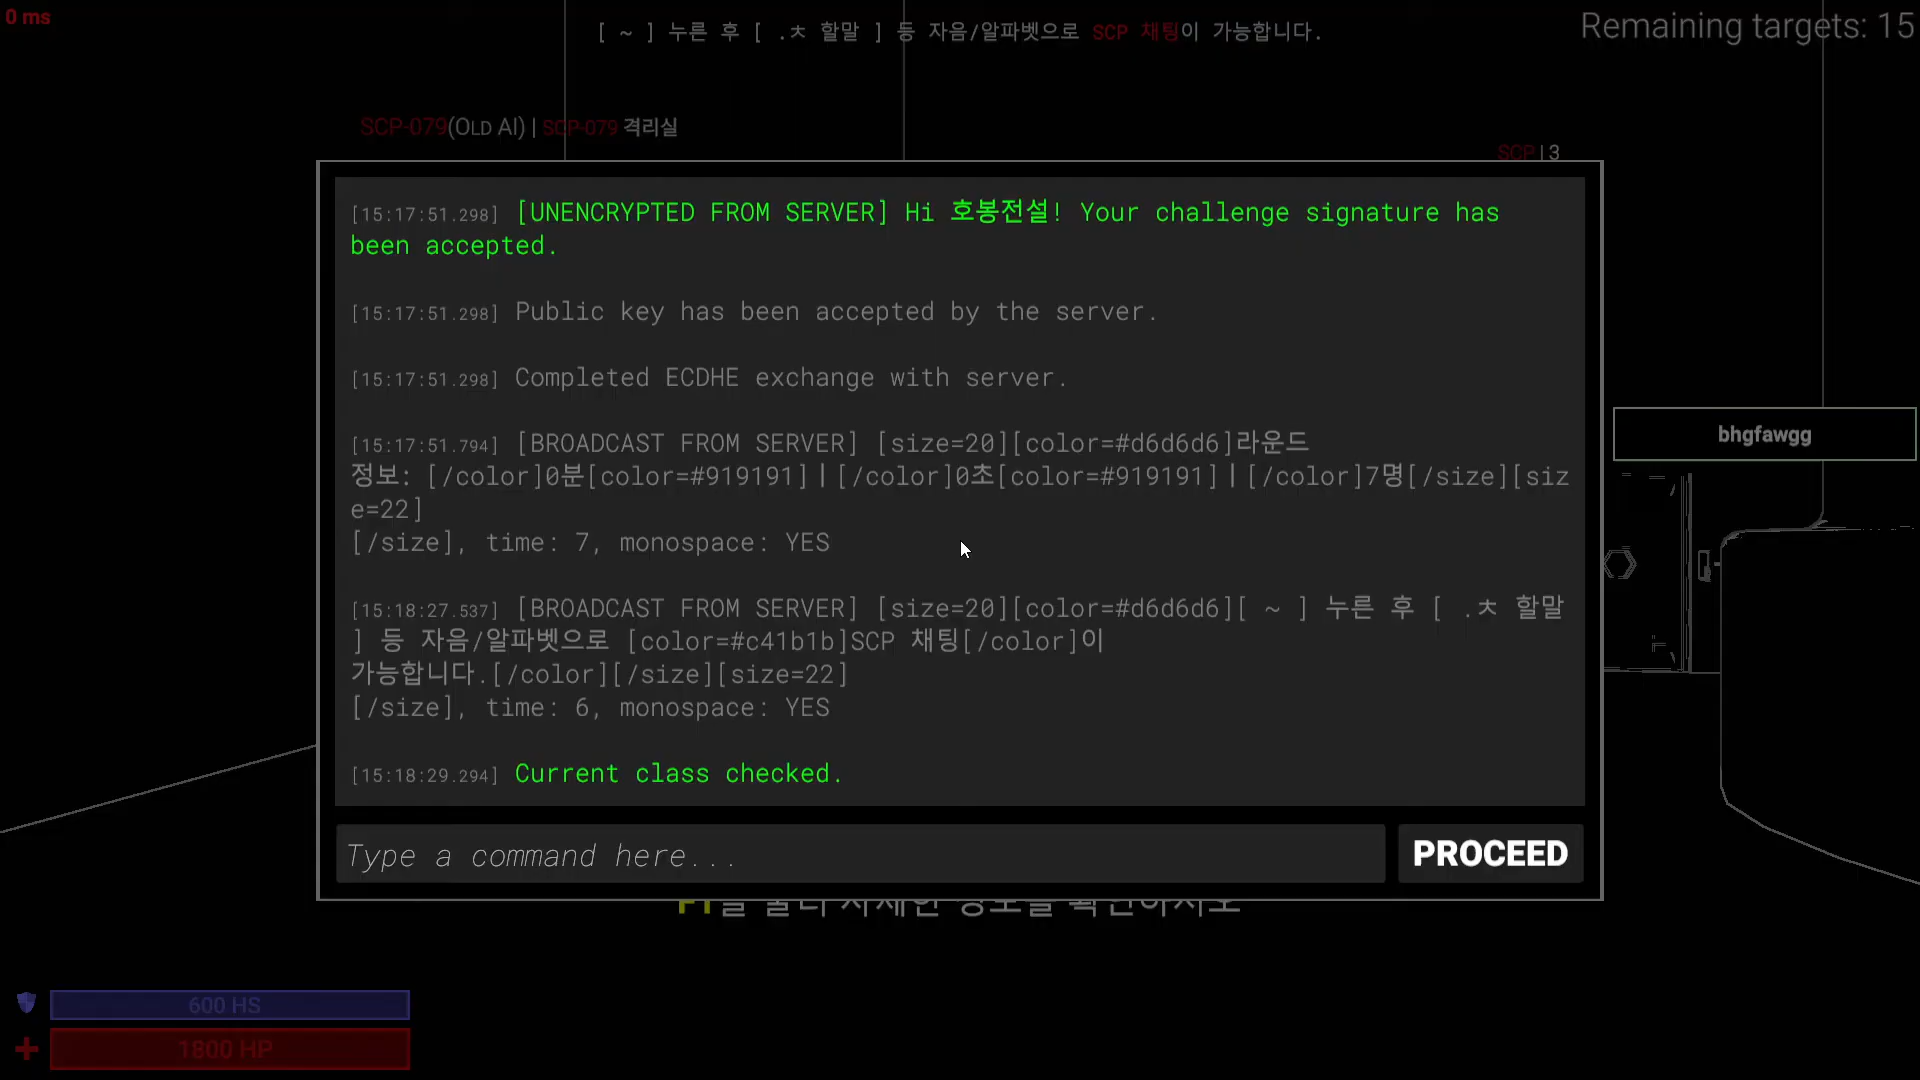 0 ms
[ ~ ] 누른 후 [ .ㅊ 할말 ] 등 자음/알파벳으로 SCP 채팅이 가능합니다.
Remaining targets: 15
SCP-079(OLD AI) | SCP-079 격리실
SCP | 3
[15:17:51.298] [UNENCRYPTED FROM SERVER] Hi 호봉전설! Your challenge signature has
been accepted.
[15:17:51.298] Public key has been accepted by the server.
[15:17:51.298] Completed ECDHE exchange with server.
[15:17:51.794] [BROADCAST FROM SERVER] [size=20][color=#d6d6d6]라운드
정보: [/color]0분[color=#919191]|[/color]0초[color=#919191]|[/color]7명[/size][siz
e=22]
[/size], time: 7, monospace: YES
[15:18:27.537] [BROADCAST FROM SERVER] [size=20][color=#d6d6d6][ ~ ] 누른 후 [ .ㅊ 할말
] 등 자음/알파벳으로 [color=#c41b1b]SCP 채팅[/color]이
가능합니다.[/color][/size][size=22]
[/size], time: 6, monospace: YES
[15:18:29.294] Current class checked.
bhgfawgg
Type a command here...
PROCEED
600 HS
1800 HP